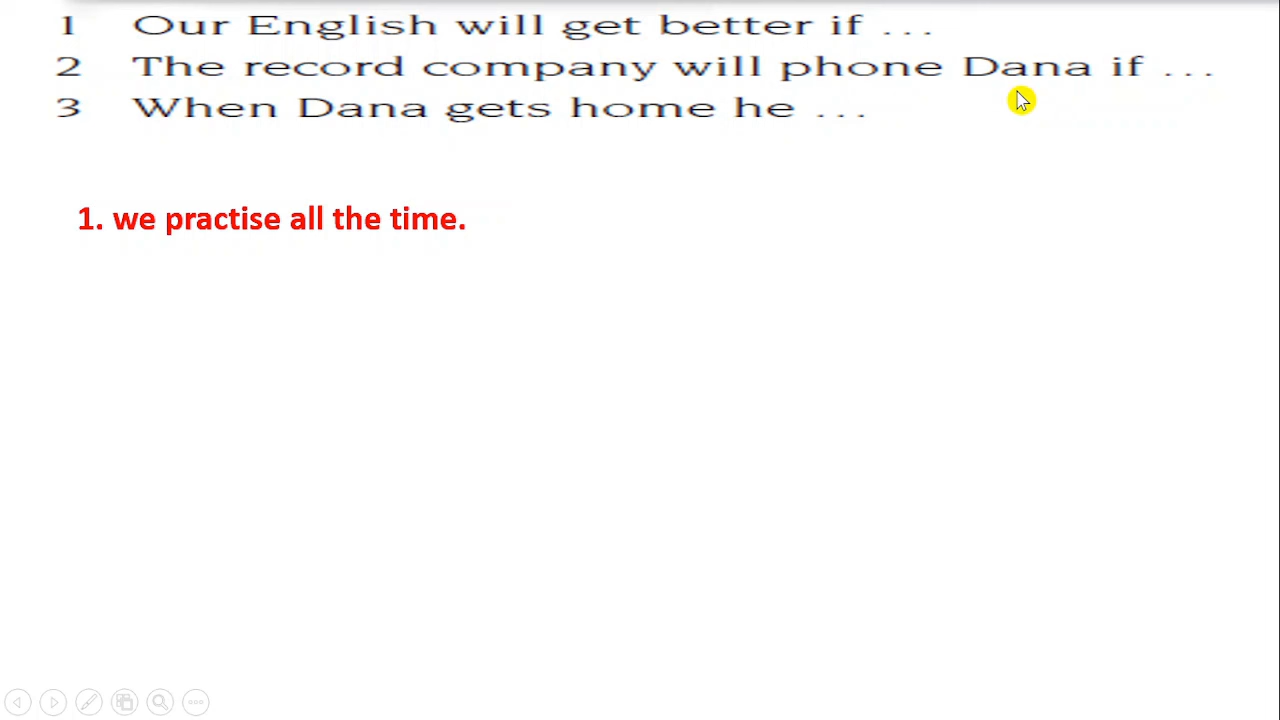 1 Our English will get better if ...
2 The record company will phone Dana if ...
3 When Dana gets home he ...
1. we practise all the time.